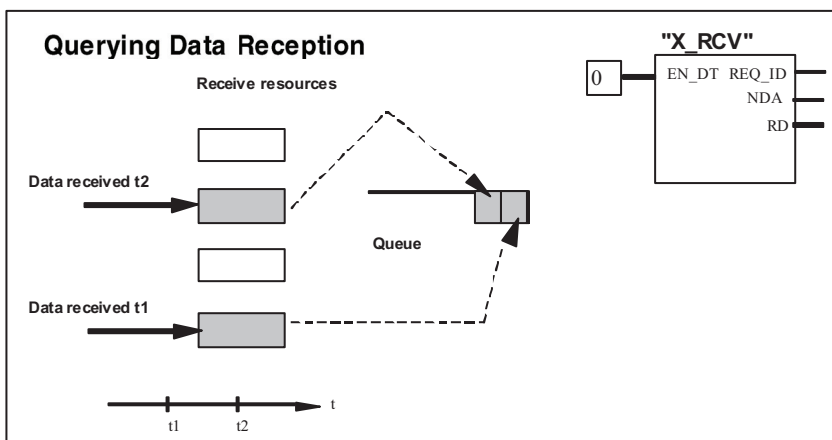 Querying Data Reception
Receive resources
Data received t2
Queue
Data received t1
t
t1 t2
"X_RCV"
0
EN_DT REQ_ID
NDA
RD